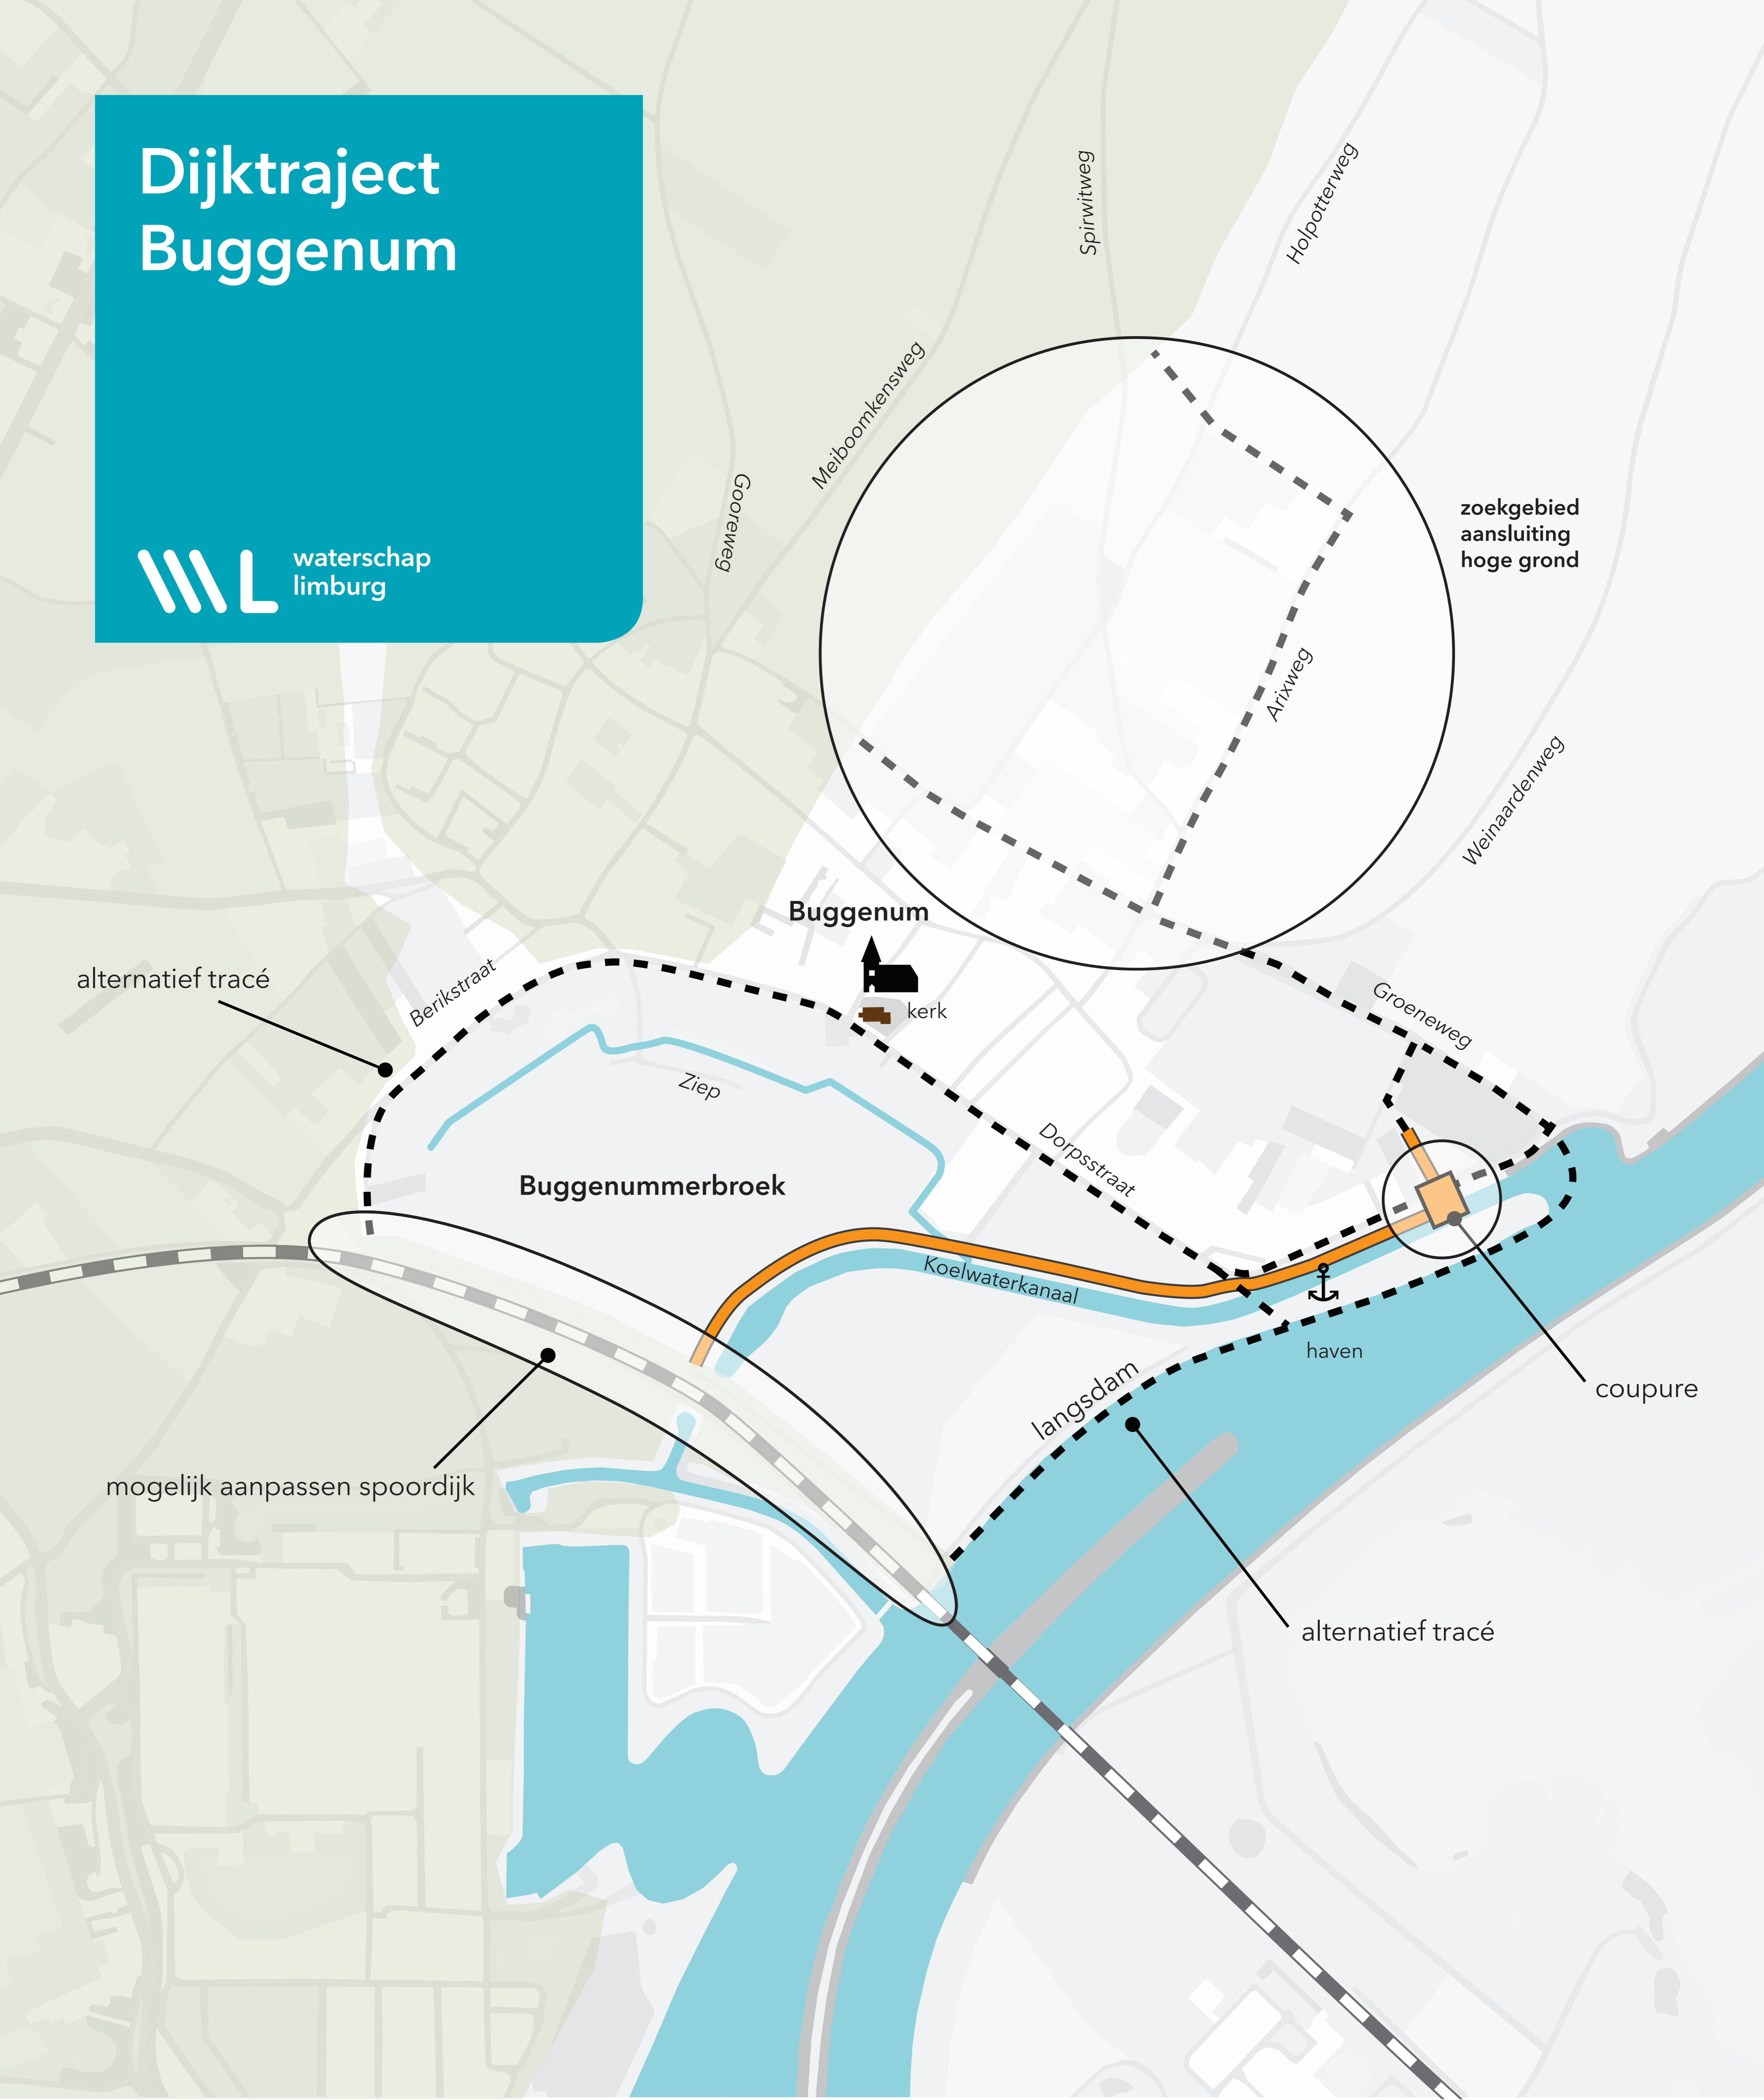 Dijktraject
Buggenum
waterschap
limburg
Spirwitweg
Holpotterweg
Meiboomkensweg
Gooreweg
zoekgebied
aansluiting
hoge grond
Arixweg
Weinaardenweg
Buggenum
kerk
alternatief tracé
Berikstraat
Groeneweg
Ziep
Dorpsstraat
Buggenummerbroek
Koelwaterkanaal
haven
coupure
langsdam
mogelijk aanpassen spoordijk
alternatief tracé